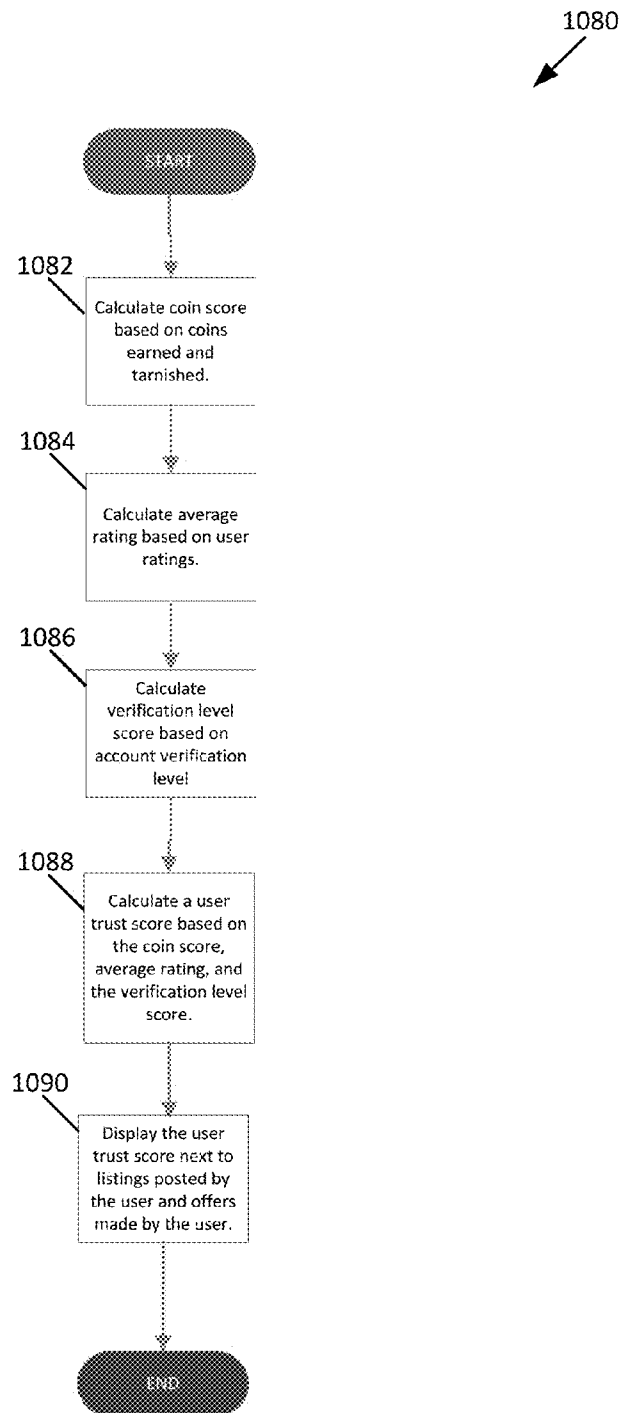 1080
START
1082
Calculate coin score
based on coins
earned and
tarnished.
1084
Calculate average
rating based on user
ratings.
1086
Calculate
verification level
score based on
account verification
level
1088
Calculate a user
trust score based on
the coin score,
average rating, and
the verification level
score.
1090
Display the user
trust score next to
listings posted by
the user and offers
made by the user.
END